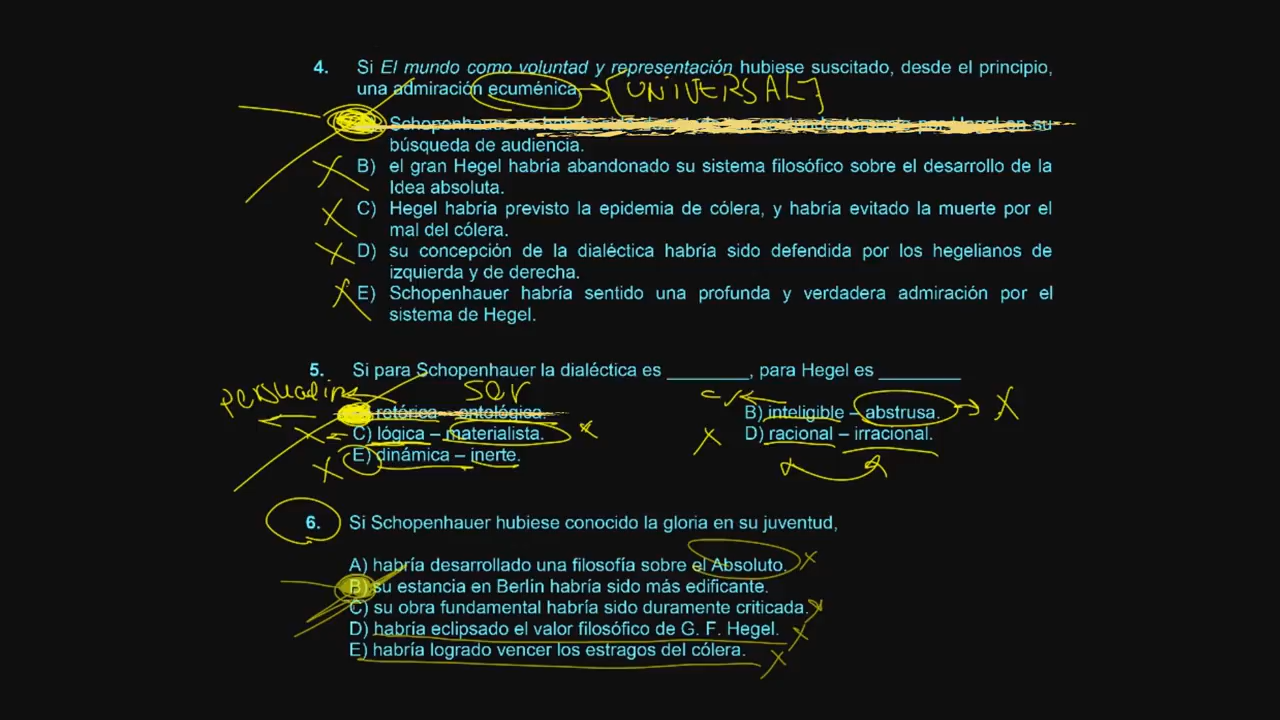 4. Si El mundo como voluntad y representación hubiese suscitado, desde el principio,
una admiración ecuménica [UNIVERSAL]
búsqueda de audiencia.
B) el gran Hegel habría abandonado su sistema filosófico sobre el desarrollo de la
Idea absoluta.
C) Hegel habría previsto la epidemia de cólera, y habría evitado la muerte por el
mal del cólera.
D) su concepción de la dialéctica habría sido defendida por los hegelianos de
izquierda y de derecha.
E) Schopenhauer habría sentido una profunda y verdadera admiración por el
sistema de Hegel.
5. Si para Schopenhauer la dialéctica es ________, para Hegel es ________
Persuadir ser
retórica – ontológica. B) inteligible – abstrusa.
C) lógica – materialista. D) racional – irracional.
E) dinámica – inerte.
6. Si Schopenhauer hubiese conocido la gloria en su juventud,
A) habría desarrollado una filosofía sobre el Absoluto.
B) su estancia en Berlín habría sido más edificante.
C) su obra fundamental habría sido duramente criticada.
D) habría eclipsado el valor filosófico de G. F. Hegel.
E) habría logrado vencer los estragos del cólera.